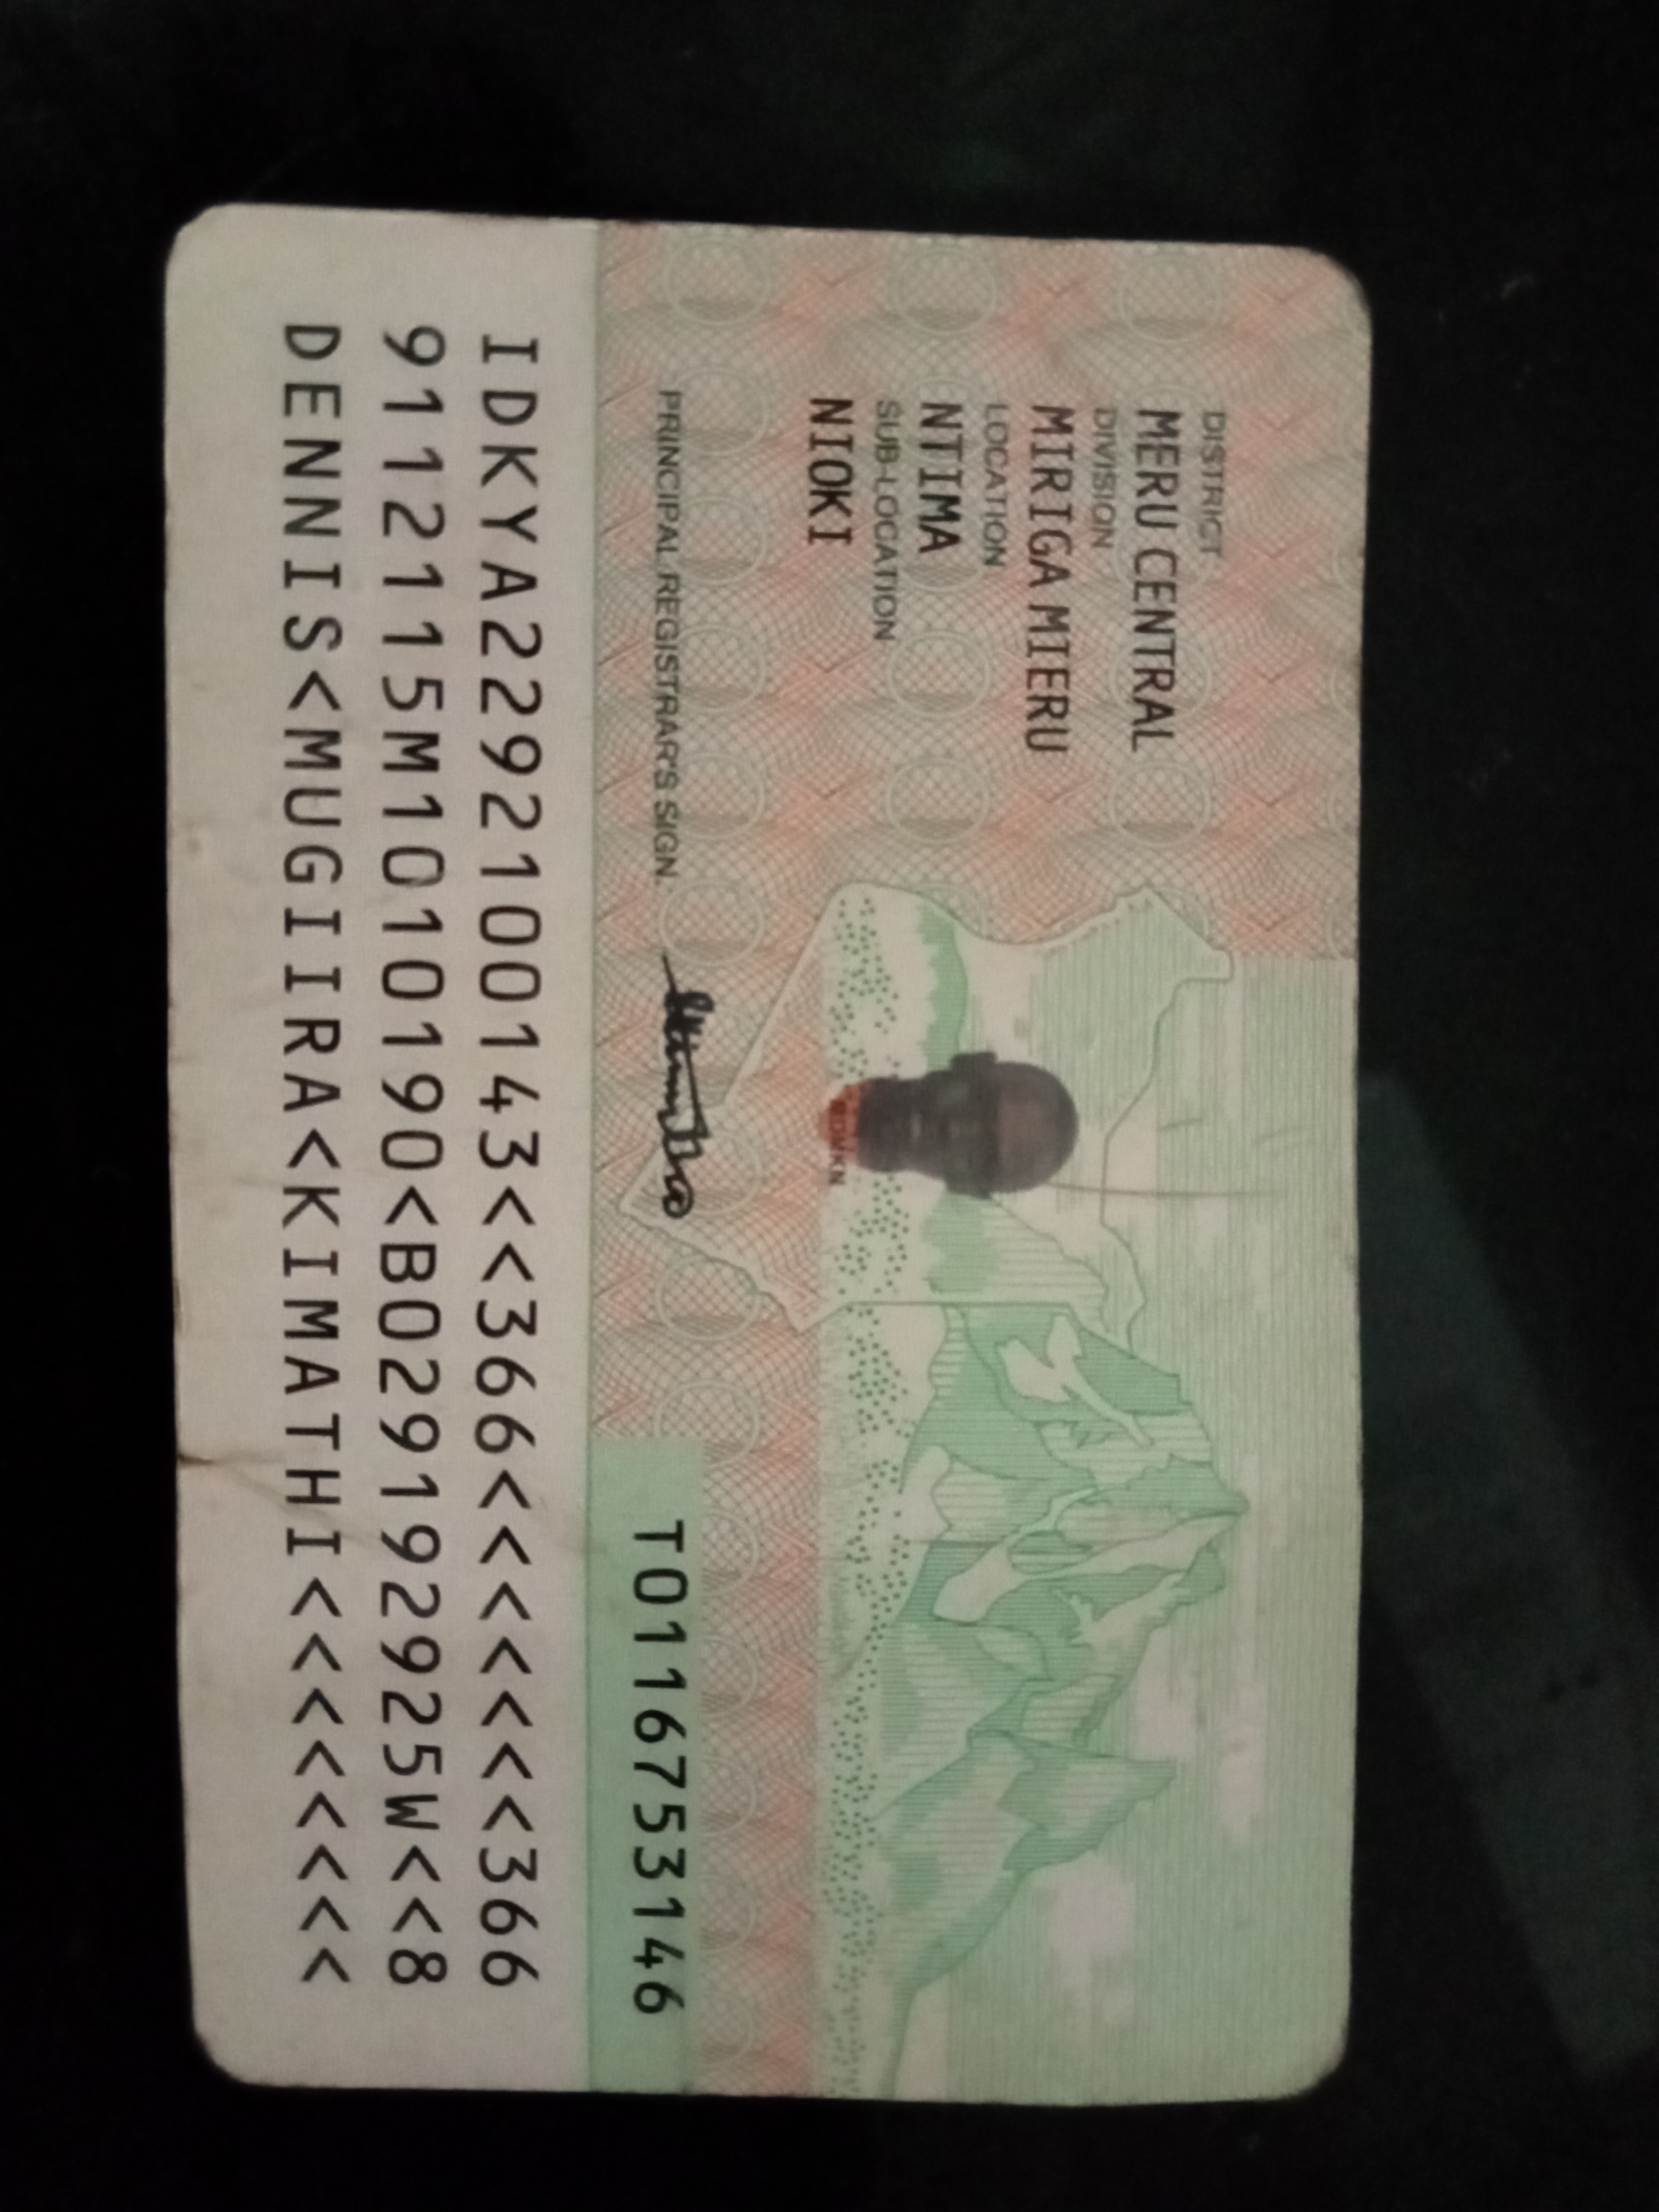 DISTRICT
MERU CENTRAL
DIVISION
MIRIGA MIERU
LOCATION
NTIMA
SUB-LOCATION
NIOKI
PRINCIPAL REGISTRAR'S SIGN.
T0116753146
IDKYA2292100143<<366<<<<<<<366
9112115M1010190<B029192925W<<8
DENNIS<MUGIIRA<KIMATHI<<<<<<<<